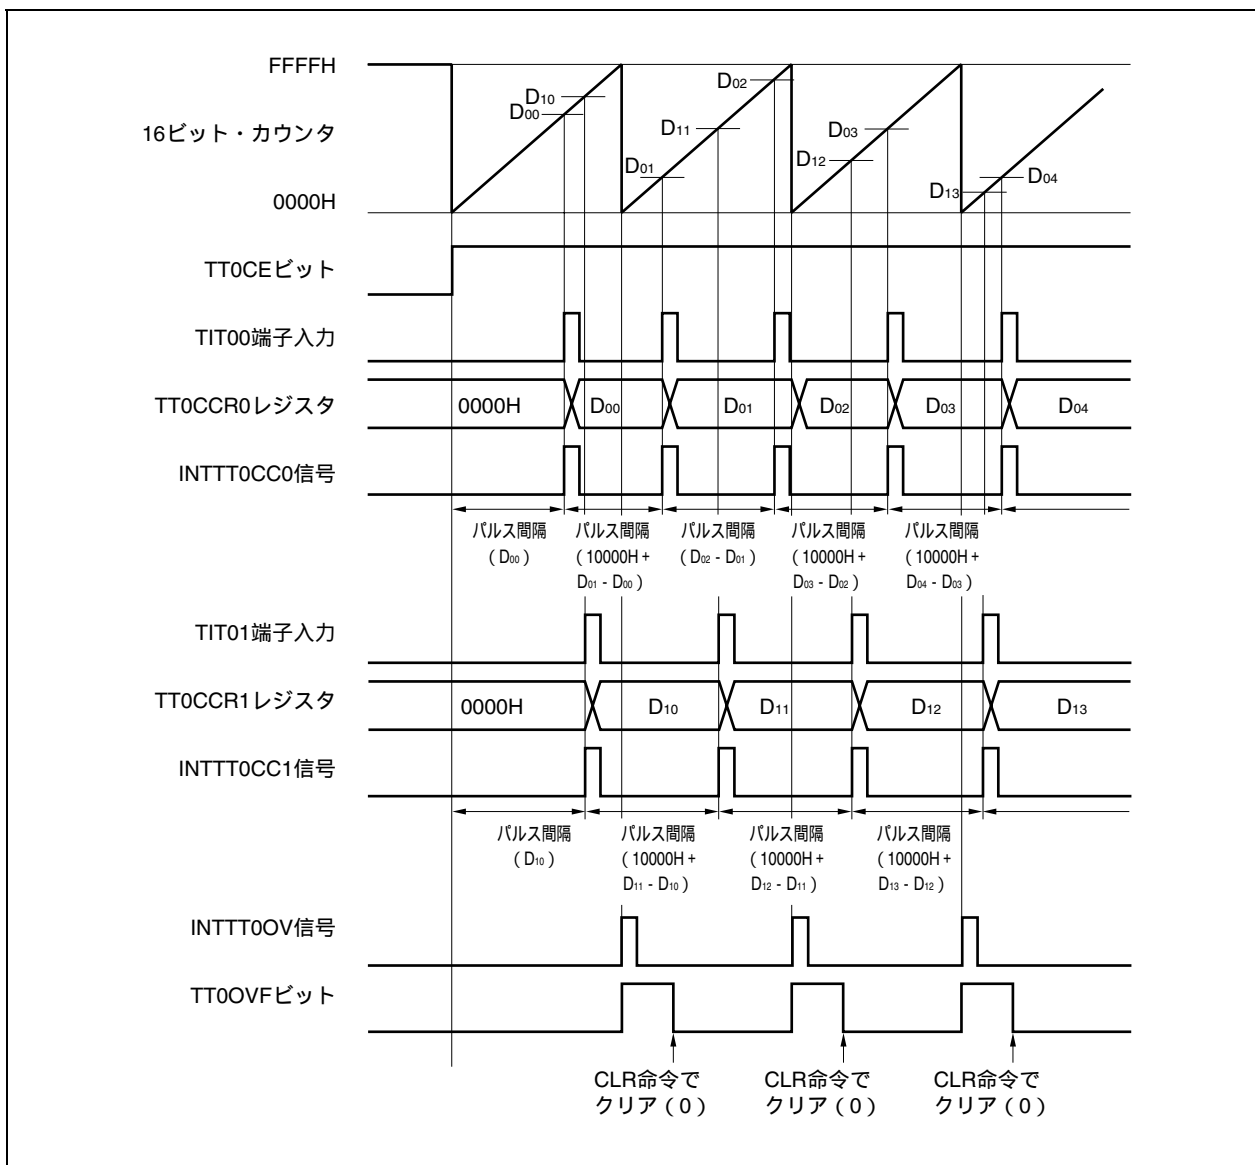 FFFFH
D10
D00
D02
16ビット・カウンタ
D11
D03
D12
D01
D13
D04
0000H
TT0CEビット
TIT00端子入力
TT0CCR0レジスタ
0000H
D00
D01
D02
D03
D04
INTTT0CC0信号
パルス間隔
(D00)
パルス間隔
(10000H +
D01 - D00)
パルス間隔
(D02 - D01)
パルス間隔
(10000H +
D03 - D02)
パルス間隔
(10000H +
D04 - D03)
TIT01端子入力
TT0CCR1レジスタ
0000H
D10
D11
D12
D13
INTTT0CC1信号
パルス間隔
(D10)
パルス間隔
(10000H +
D11 - D10)
パルス間隔
(10000H +
D12 - D11)
パルス間隔
(10000H +
D13 - D12)
INTTT0OV信号
TT0OVFビット
CLR命令で
クリア(0)
CLR命令で
クリア(0)
CLR命令で
クリア(0)